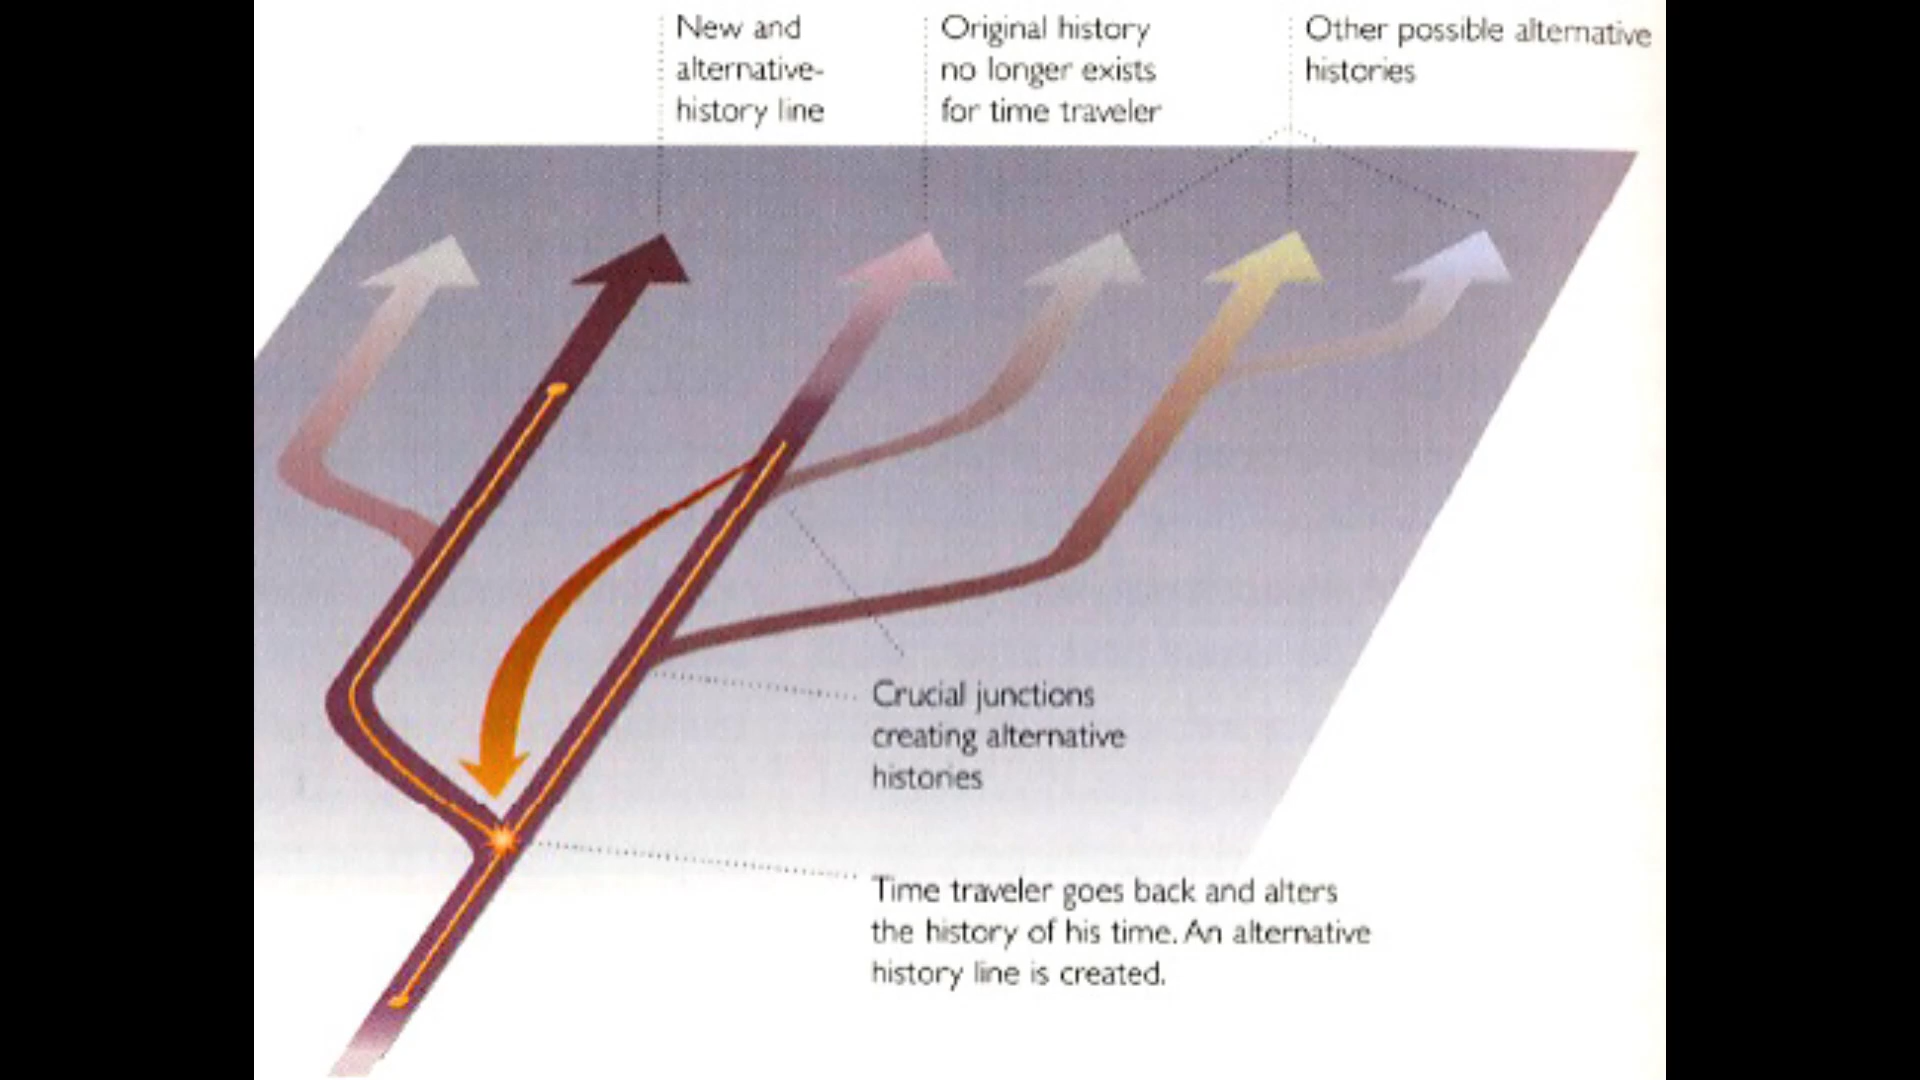 New and
alternative-
history line
Original history
no longer exists
for time traveler
Other possible alternative
histories
Crucial junctions
creating alternative
histories
Time traveler goes back and alters
the history of his time. An alternative
history line is created.